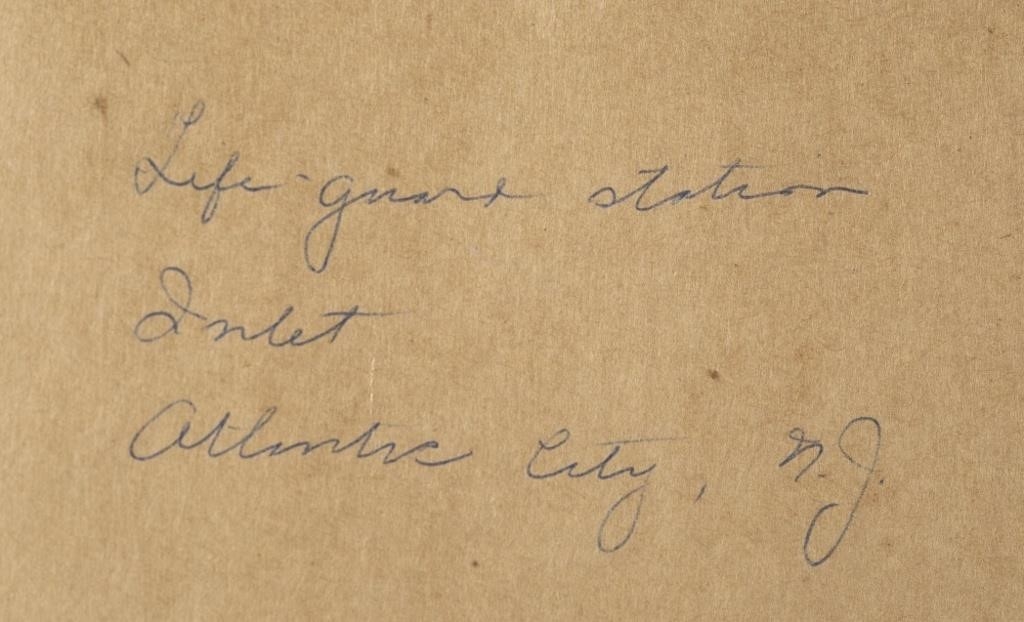 Life-guard station
Inlet
Atlantic City, N.J.